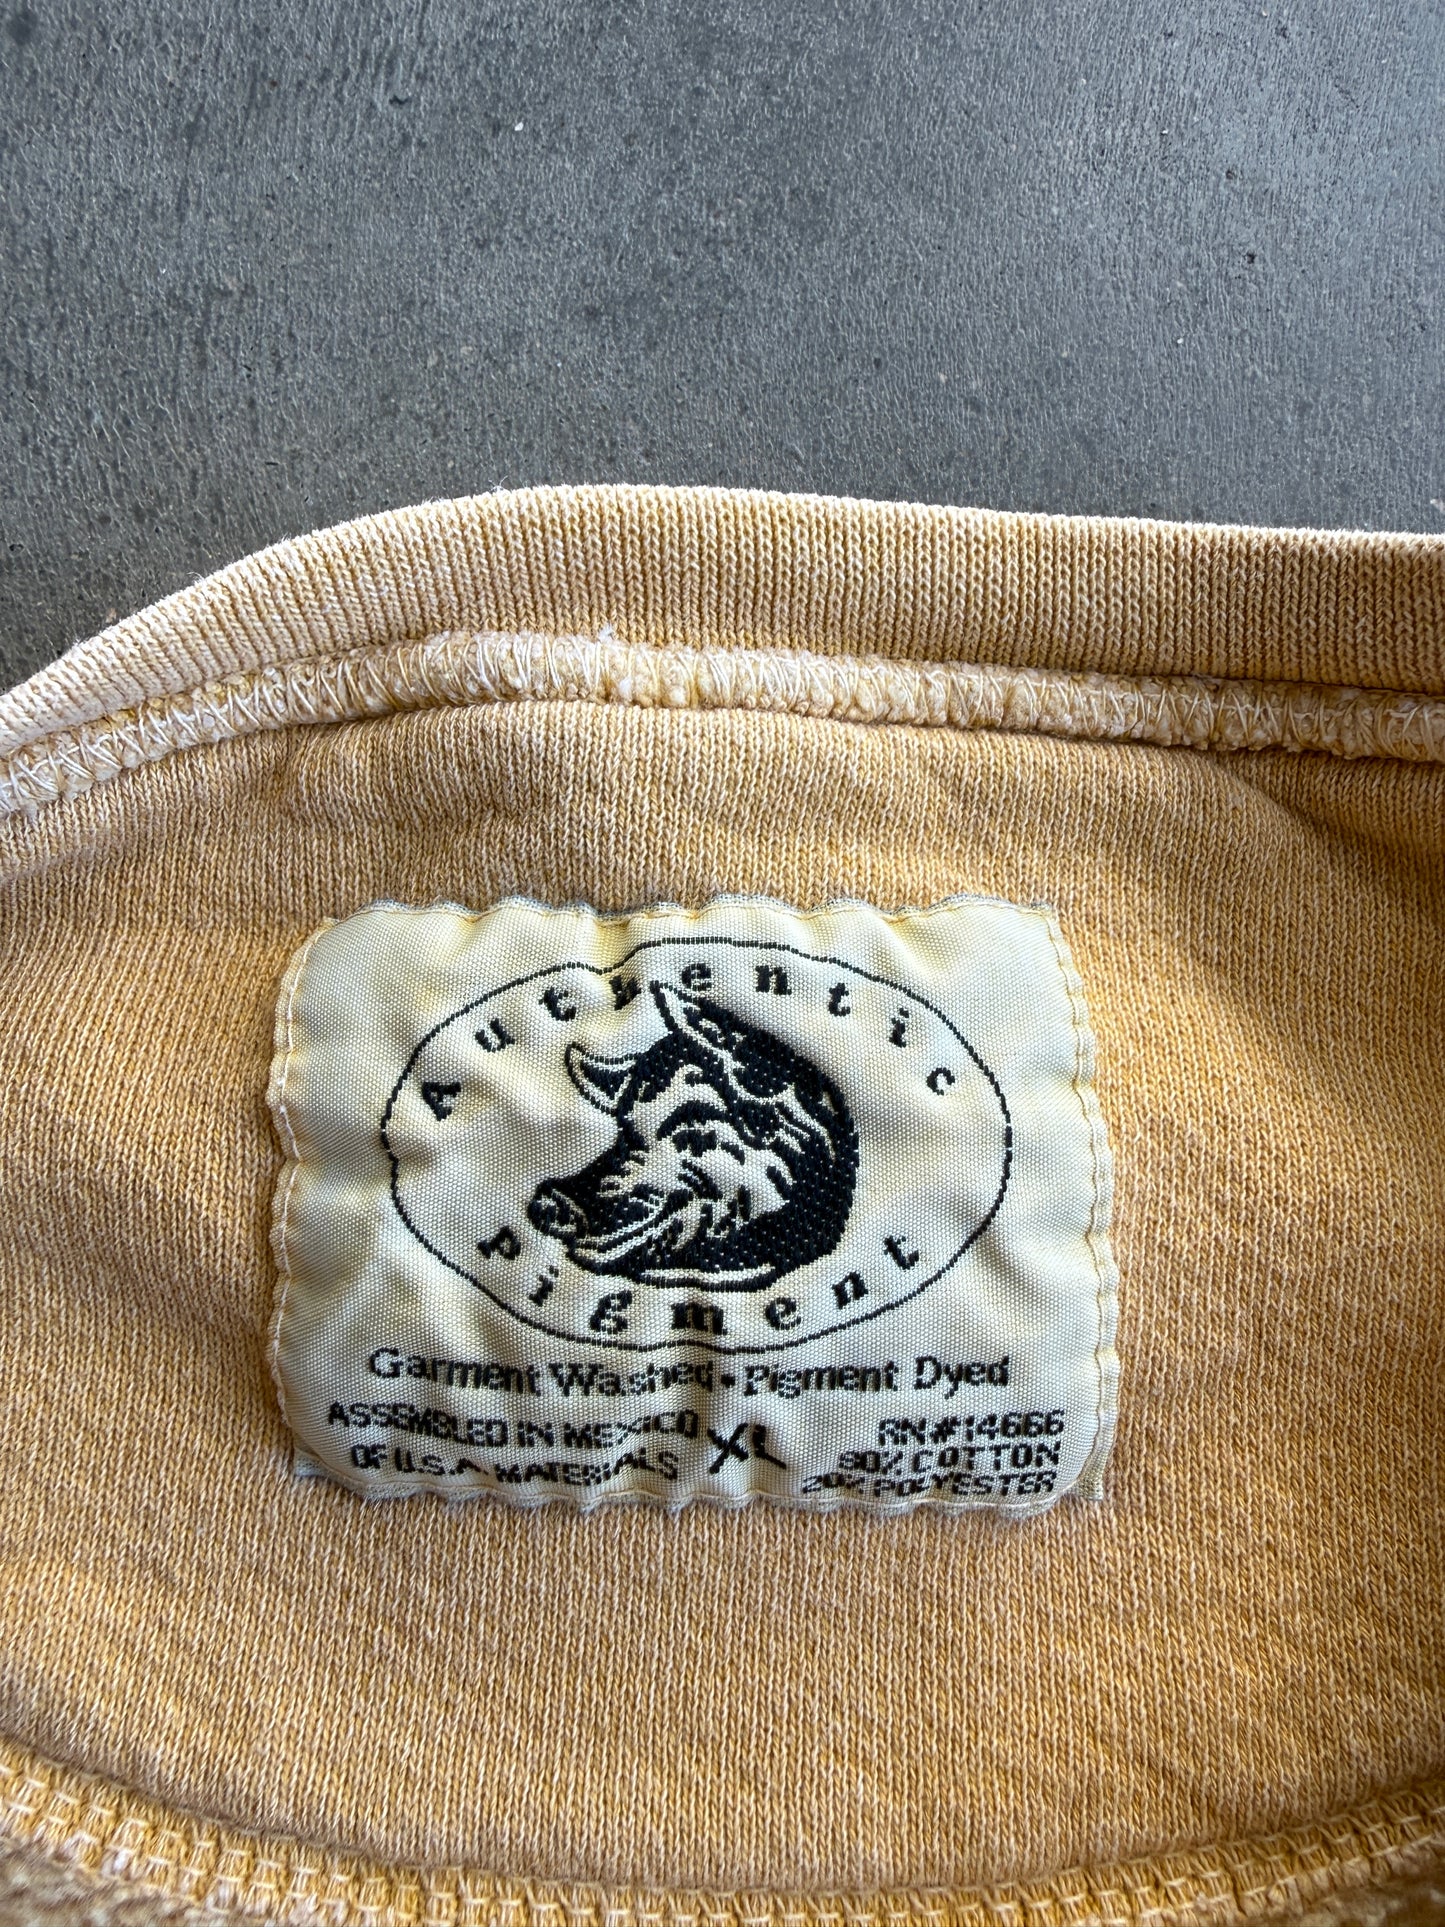 Authentic
Pigment
Garment Washed • Pigment Dyed
ASSEMBLED IN MEXICO
OF U.S.A. MATERIALS
XL
RN#14666
80% COTTON
20% POLYESTER